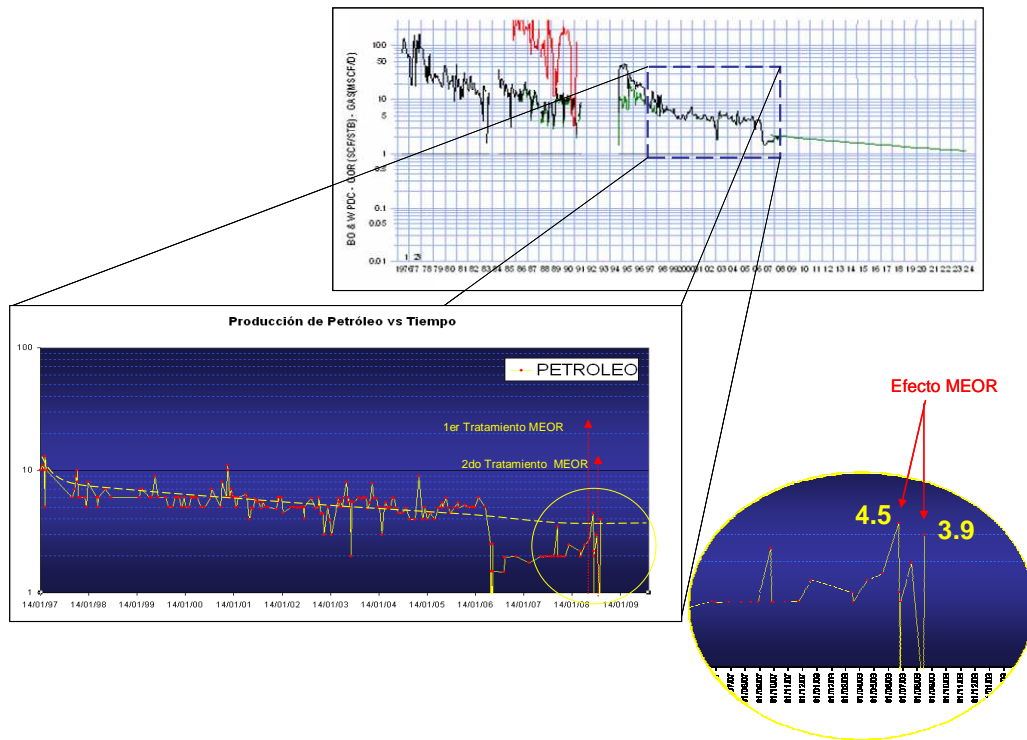 BO & W PDC - GOR (SCF/STB) - GAS(MSCF/D)
100
50
10
5
1
0.5
0.1
0.05
0.01
1976 77 78 79 80 81 82 83 84 85 86 87 88 89 90 91 92 93 94 95 96 97 98 99 2000 01 02 03 04 05 06 07 08 09 10 11 12 13 14 15 16 17 18 19 20 21 22 23 24
Producción de Petróleo vs Tiempo
100
10
1
PETROLEO
1er Tratamiento MEOR
2do Tratamiento MEOR
14/01/97 14/01/98 14/01/99 14/01/00 14/01/01 14/01/02 14/01/03 14/01/04 14/01/05 14/01/06 14/01/07 14/01/08 14/01/09
Efecto MEOR
4.5
3.9